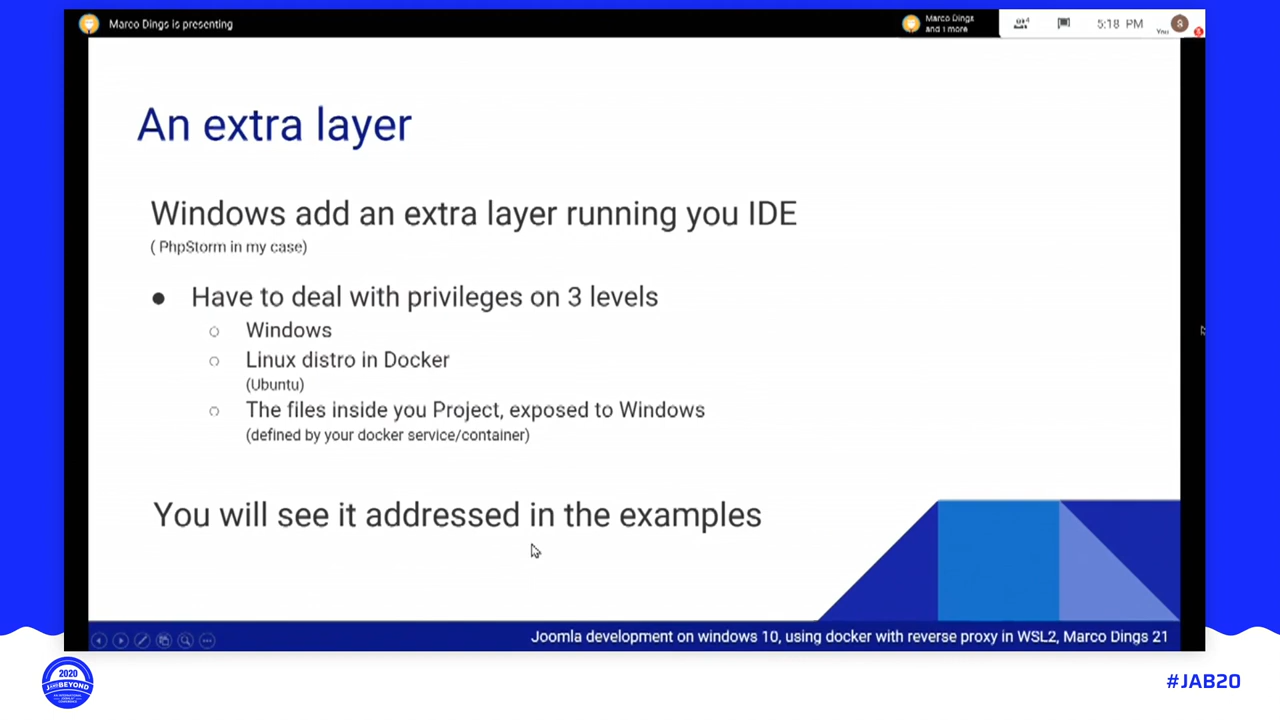 Marco Dings is presenting
Marco Dings
and 1 more
5:18 PM
You
S
An extra layer
Windows add an extra layer running you IDE
( PhpStorm in my case)
● Have to deal with privileges on 3 levels
○ Windows
○ Linux distro in Docker
(Ubuntu)
○ The files inside you Project, exposed to Windows
(defined by your docker service/container)
You will see it addressed in the examples
Joomla development on windows 10, using docker with reverse proxy in WSL2, Marco Dings 21
2020
BEYOND
#JAB20